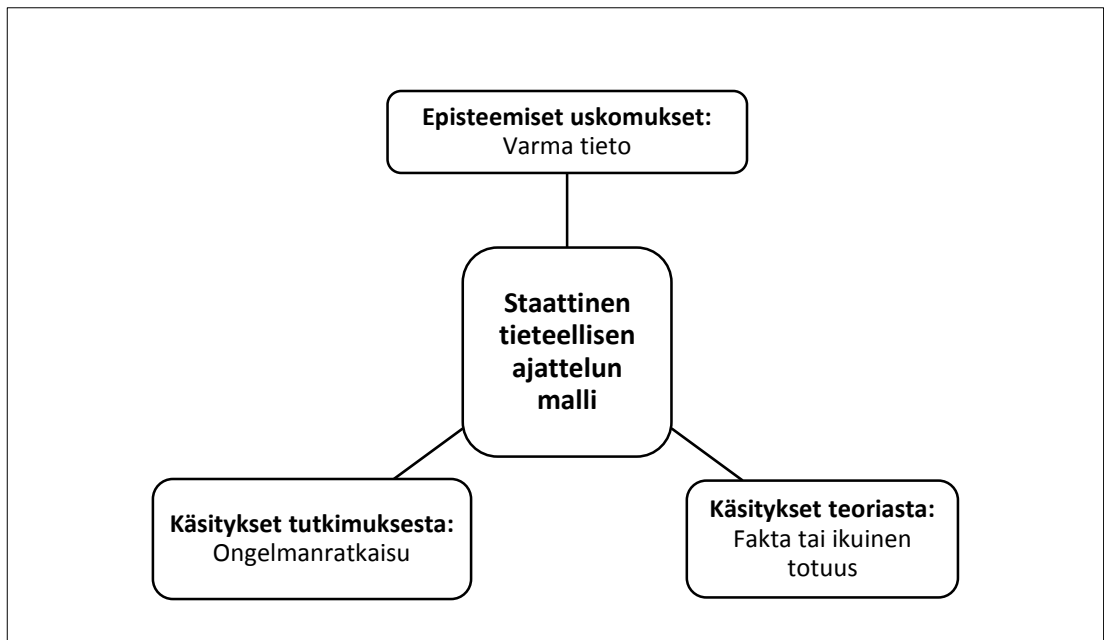 Episteemiset uskomukset:
Varma tieto
Staattinen
tieteellisen
ajattelun
malli
Käsitykset tutkimuksesta:
Ongelmanratkaisu
Käsitykset teoriasta:
Fakta tai ikuinen
totuus